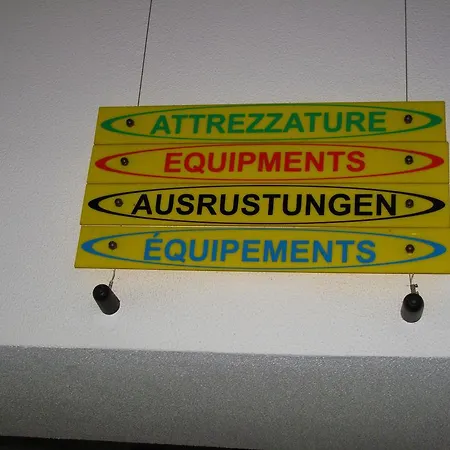 ATTREZZATURE
EQUIPMENTS
AUSRUSTUNGEN
ÉQUIPEMENTS